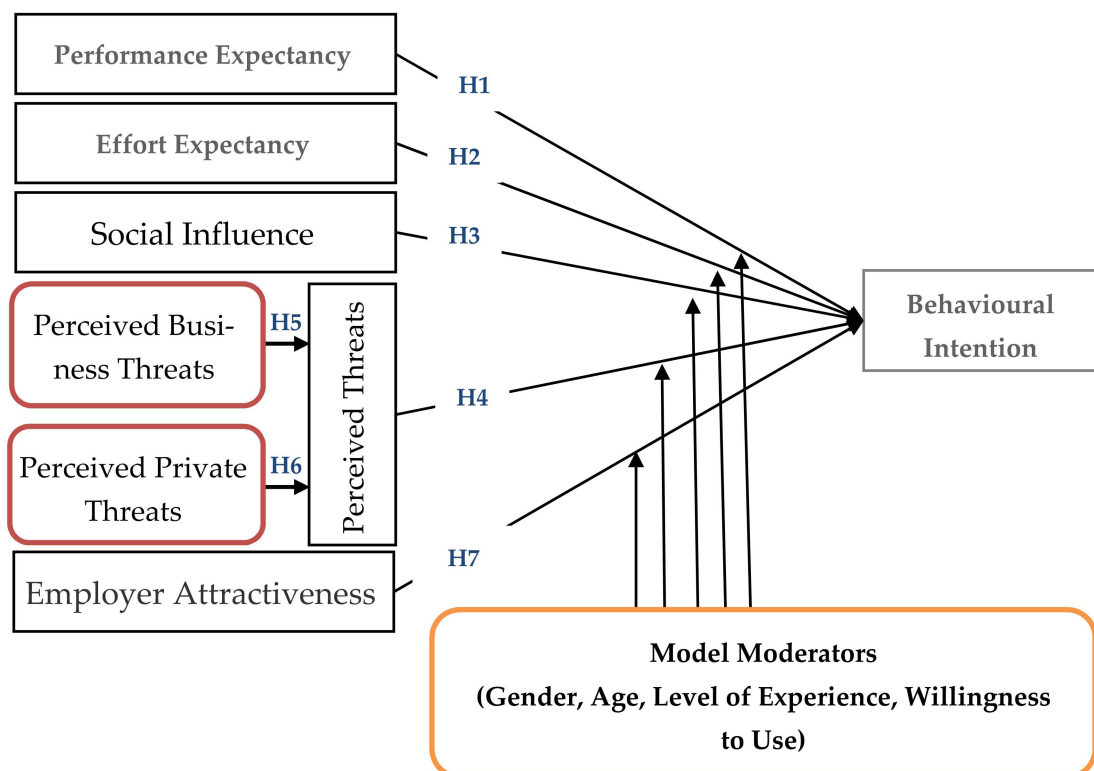 Performance Expectancy
H1
Effort Expectancy
H2
Social Influence
H3
Perceived Busi-
ness Threats
H5
Perceived Threats
H4
Perceived Private
Threats
H6
Employer Attractiveness
H7
Behavioural
Intention
Model Moderators
(Gender, Age, Level of Experience, Willingness
to Use)